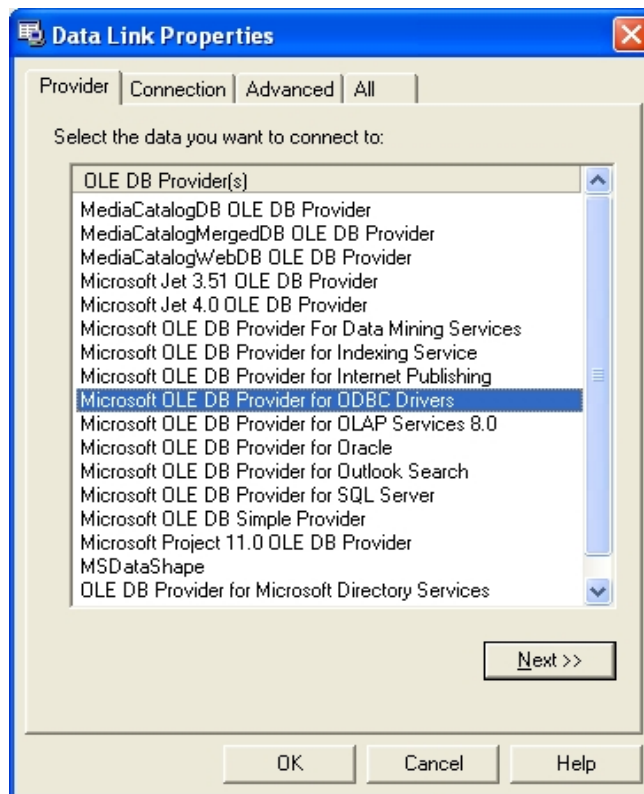 Data Link Properties
Provider Connection Advanced All
Select the data you want to connect to:
OLE DB Provider(s)
MediaCatalogDB OLE DB Provider
MediaCatalogMergedDB OLE DB Provider
MediaCatalogWebDB OLE DB Provider
Microsoft Jet 3.51 OLE DB Provider
Microsoft Jet 4.0 OLE DB Provider
Microsoft OLE DB Provider For Data Mining Services
Microsoft OLE DB Provider for Indexing Service
Microsoft OLE DB Provider for Internet Publishing
Microsoft OLE DB Provider for ODBC Drivers
Microsoft OLE DB Provider for OLAP Services 8.0
Microsoft OLE DB Provider for Oracle
Microsoft OLE DB Provider for Outlook Search
Microsoft OLE DB Provider for SQL Server
Microsoft OLE DB Simple Provider
Microsoft Project 11.0 OLE DB Provider
MSDataShape
OLE DB Provider for Microsoft Directory Services
Next >>
OK Cancel Help